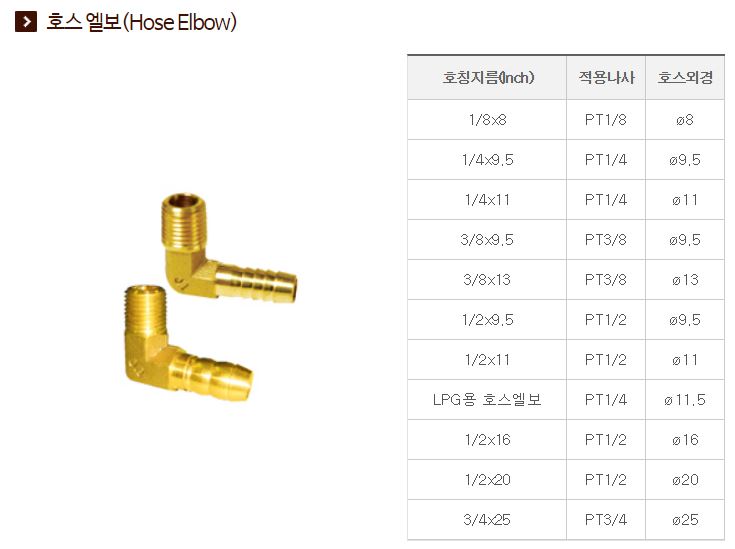 호스 엘보(Hose Elbow)
호칭지름(Inch) 적용나사 호스외경
1/8x8 PT1/8 ø8
1/4x9.5 PT1/4 ø9.5
1/4x11 PT1/4 ø11
3/8x9.5 PT3/8 ø9.5
3/8x13 PT3/8 ø13
1/2x9.5 PT1/2 ø9.5
1/2x11 PT1/2 ø11
LPG용 호스엘보 PT1/4 ø11.5
1/2x16 PT1/2 ø16
1/2x20 PT1/2 ø20
3/4x25 PT3/4 ø25